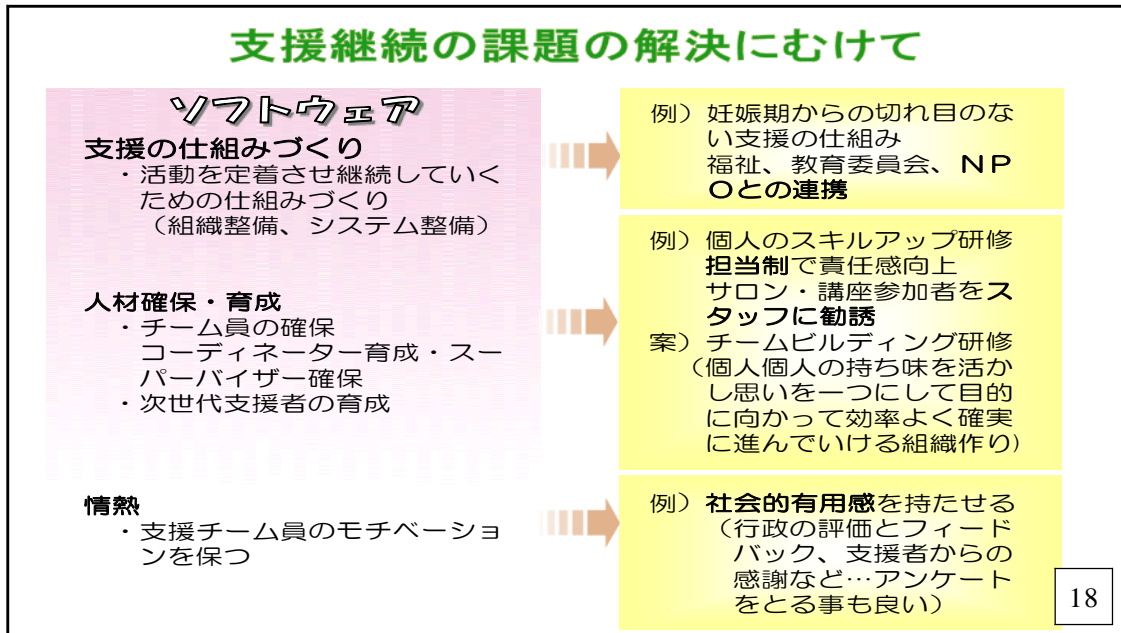 支援継続の課題の解決にむけて
ソフトウェア
支援の仕組みづくり
・活動を定着させ継続していく
ための仕組みづくり
（組織整備、システム整備）
人材確保・育成
・チーム員の確保
コーディネーター育成・スー
パーバイザー確保
・次世代支援者の育成
情熱
・支援チーム員のモチベーショ
ンを保つ
例）妊娠期からの切れ目のな
い支援の仕組み
福祉、教育委員会、ＮＰ
Ｏとの連携
例）個人のスキルアップ研修
担当制で責任感向上
サロン・講座参加者をス
タッフに勧誘
案）チームビルディング研修
（個人個人の持ち味を活か
し思いを一つにして目的
に向かって効率よく確実
に進んでいける組織作り）
例）社会的有用感を持たせる
（行政の評価とフィード
バック、支援者からの
感謝など…アンケート
をとる事も良い）
18